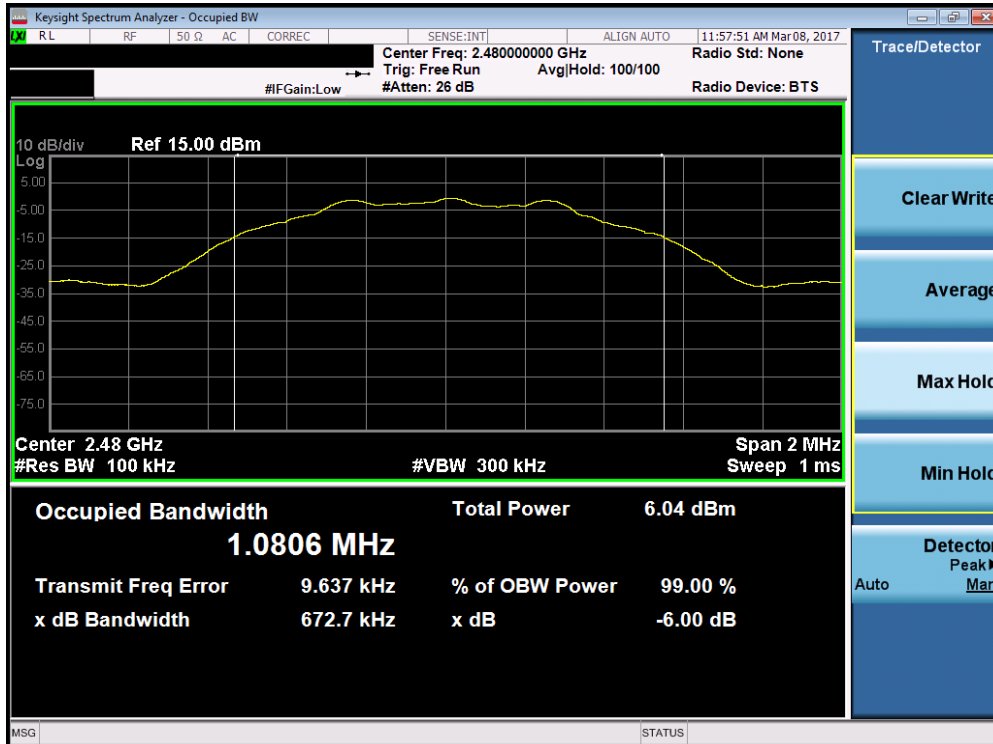 Keysight Spectrum Analyzer - Occupied BW
LXI RL RF 50 Ω AC CORREC SENSE:INT ALIGN AUTO 11:57:51 AM Mar 08, 2017
Center Freq: 2.480000000 GHz Radio Std: None
Trig: Free Run Avg|Hold: 100/100
#IFGain:Low #Atten: 26 dB Radio Device: BTS
Trace/Detector
10 dB/div Ref 15.00 dBm
Log
5.00
-5.00
-15.0
-25.0
-35.0
-45.0
-55.0
-65.0
-75.0
Center 2.48 GHz Span 2 MHz
#Res BW 100 kHz #VBW 300 kHz Sweep 1 ms
Occupied Bandwidth Total Power 6.04 dBm
1.0806 MHz
Transmit Freq Error 9.637 kHz % of OBW Power 99.00 %
x dB Bandwidth 672.7 kHz x dB -6.00 dB
Clear Write
Average
Max Hold
Min Hold
Detector
Peak
Auto Man
MSG STATUS